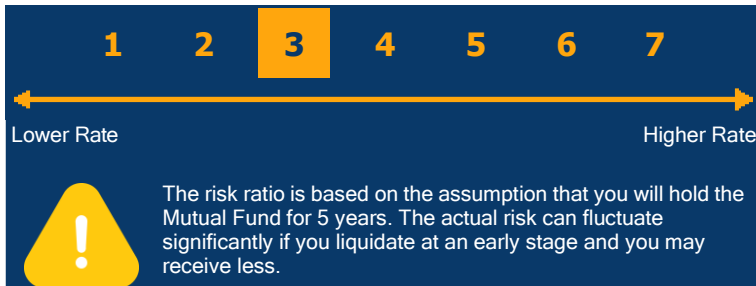 1 2 3 4 5 6 7
Lower Rate Higher Rate
The risk ratio is based on the assumption that you will hold the
Mutual Fund for 5 years. The actual risk can fluctuate
significantly if you liquidate at an early stage and you may
receive less.